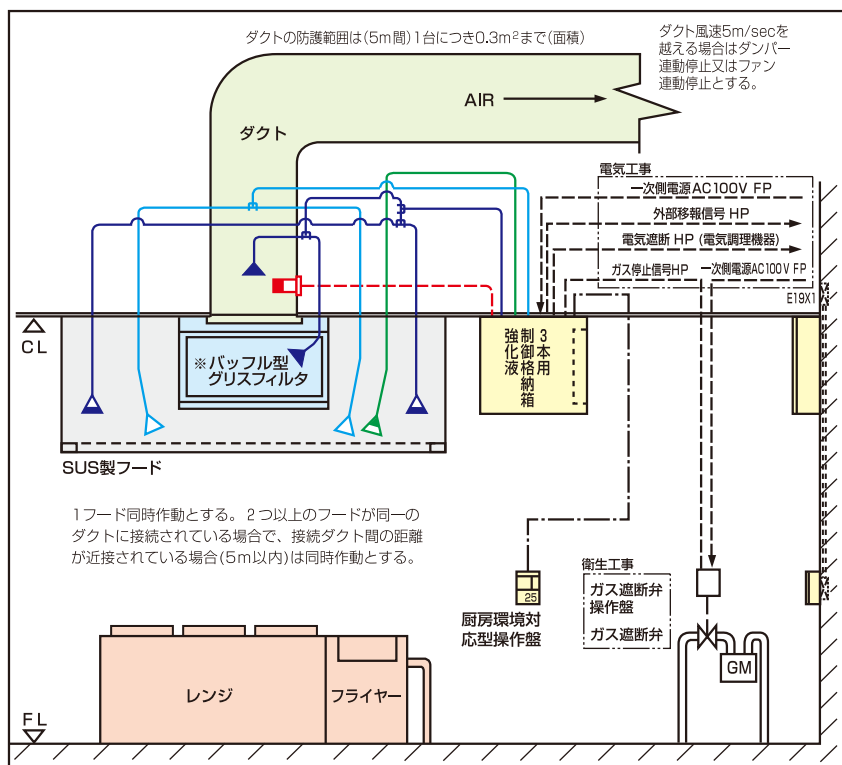 ダクトの防護範囲は(5m間)1台につき0.3m²まで(面積)
ダクト風速5m/secを
越える場合はダンパー
連動停止又はファン
連動停止とする。
AIR
ダクト
電気工事
一次側電源AC100V FP
外部移報信号 HP
電気遮断 HP (電気調理機器)
ガス停止信号HP
一次側電源AC100V FP
E19X1
CL
※バッフル型
グリスフィルタ
3本用
制御格納箱
強化液
SUS製フード
1フード同時作動とする。2つ以上のフードが同一の
ダクトに接続されている場合で、接続ダクト間の距離
が近接されている場合(5m以内)は同時作動とする。
25
厨房環境対
応型操作盤
衛生工事
ガス遮断弁
操作盤
ガス遮断弁
GM
レンジ
フライヤー
FL